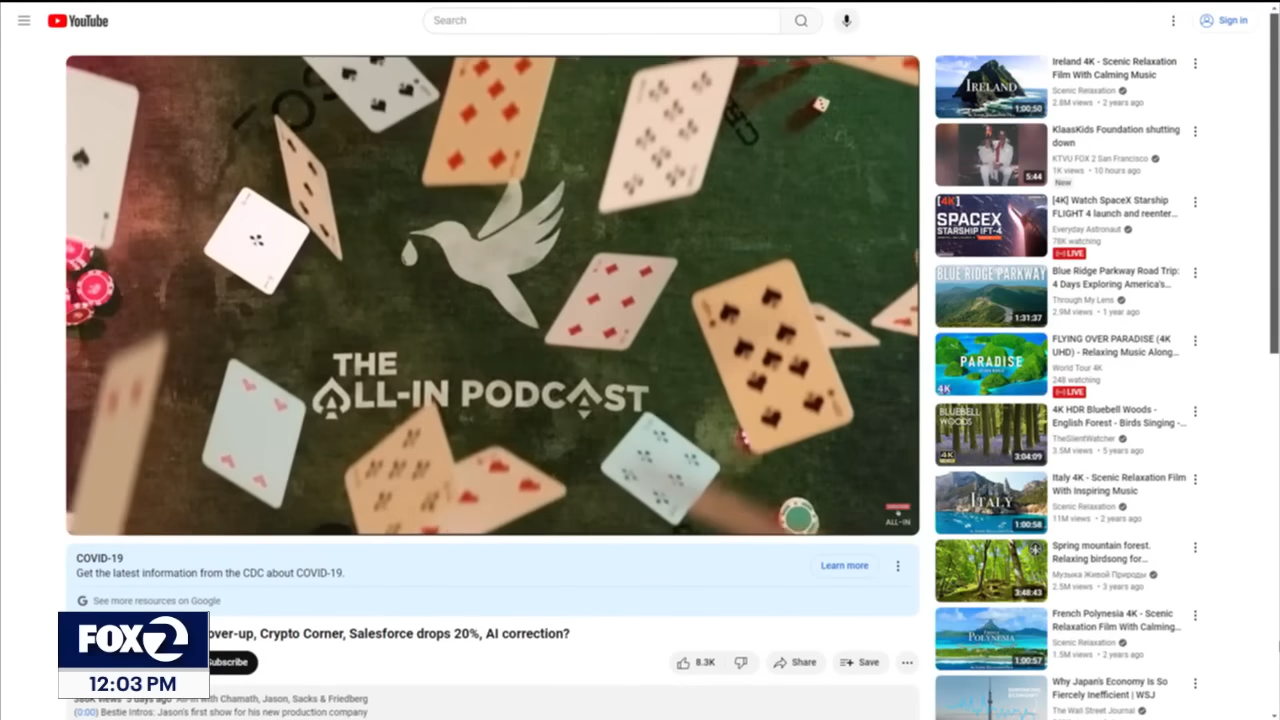 YouTube
Search
Sign in
THE
ALL-IN PODCAST
ALL-IN
COVID-19
Get the latest information from the CDC about COVID-19.
Learn more
See more resources on Google
over-up, Crypto Corner, Salesforce drops 20%, AI correction?
Subscribe
8.3K
Share
Save
views 5 days ago All-In with Chamath, Jason, Sacks & Friedberg
(0:00) Bestie Intros: Jason's first show for his new production company
FOX 2
12:03 PM
IRELAND
1:00:50
Ireland 4K - Scenic Relaxation
Film With Calming Music
Scenic Relaxation
2.8M views • 2 years ago
5:44
KlaasKids Foundation shutting
down
KTVU FOX 2 San Francisco
1K views • 10 hours ago
New
[4K]
SPACEX
STARSHIP IFT-4
[4K] Watch SpaceX Starship
FLIGHT 4 launch and reenter...
Everyday Astronaut
78K watching
LIVE
BLUE RIDGE PARKWAY
1:31:37
Blue Ridge Parkway Road Trip:
4 Days Exploring America's...
Through My Lens
2.9M views • 1 year ago
PARADISE
4K
FLYING OVER PARADISE (4K
UHD) - Relaxing Music Along...
World Tour 4K
248 watching
LIVE
BLUEBELL
WOODS
4K
3:04:09
4K HDR Bluebell Woods -
English Forest - Birds Singing -...
TheSilentWatcher
3.5M views • 5 years ago
ITALY
1:00:58
Italy 4K - Scenic Relaxation Film
With Inspiring Music
Scenic Relaxation
11M views • 2 years ago
3:48:43
Spring mountain forest.
Relaxing birdsong for...
Музыка Живой Природы
2.5M views • 3 years ago
POLYNESIA
1:00:57
French Polynesia 4K - Scenic
Relaxation Film With Calming...
Scenic Relaxation
1.5M views • 2 years ago
Why Japan's Economy Is So
Fiercely Inefficient | WSJ
The Wall Street Journal